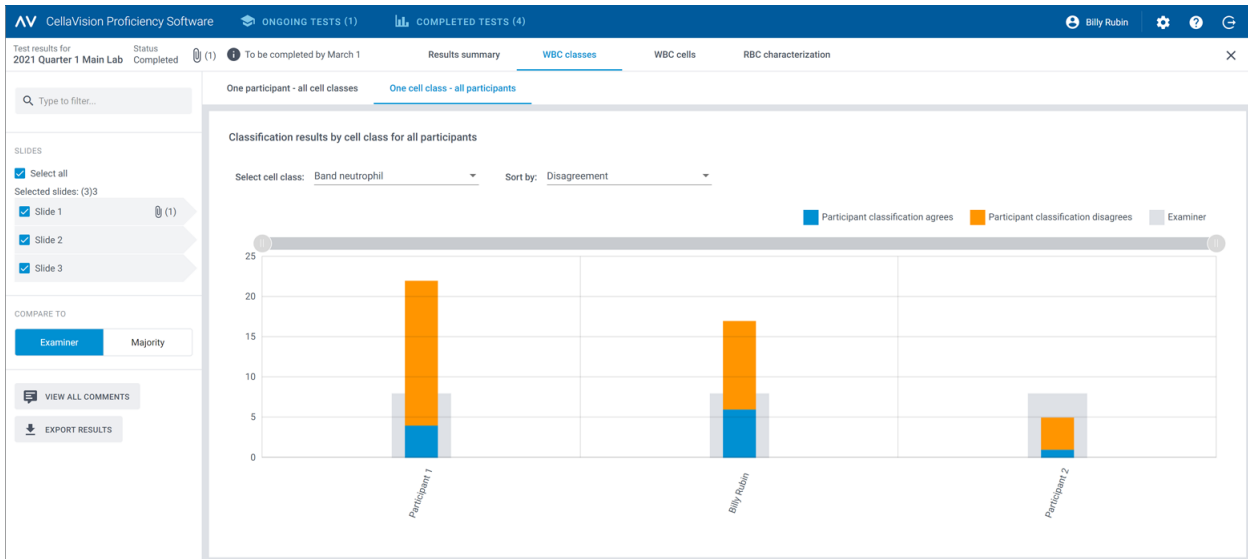 CellaVision Proficiency Software
ONGOING TESTS (1)
COMPLETED TESTS (4)
Billy Rubin
Test results for
2021 Quarter 1 Main Lab
Status
Completed
(1)
To be completed by March 1
Results summary
WBC classes
WBC cells
RBC characterization
Type to filter...
One participant - all cell classes
One cell class - all participants
SLIDES
Select all
Selected slides: (3)3
Slide 1
(1)
Slide 2
Slide 3
COMPARE TO
Examiner
Majority
VIEW ALL COMMENTS
EXPORT RESULTS
Classification results by cell class for all participants
Select cell class: Band neutrophil
Sort by: Disagreement
Participant classification agrees
Participant classification disagrees
Examiner
25
20
15
10
5
0
Participant 1
Billy Rubin
Participant 2